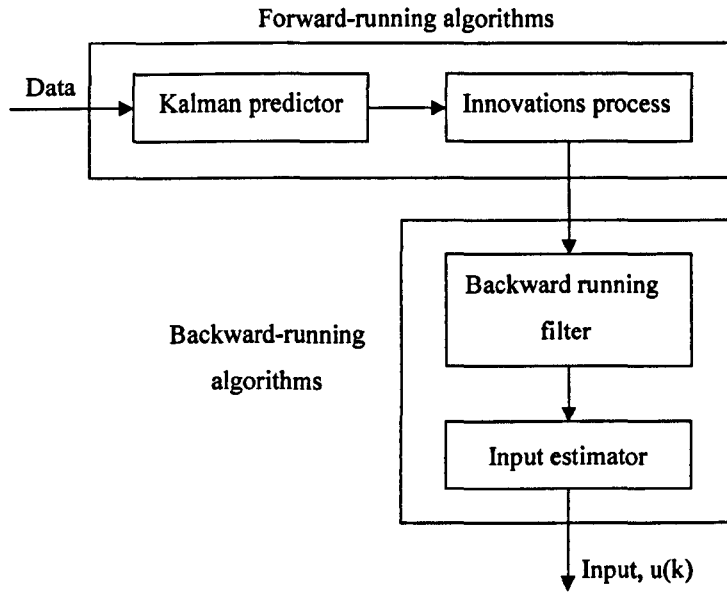 Forward-running algorithms
Data
Kalman predictor
Innovations process
Backward running
filter
Backward-running
algorithms
Input estimator
Input, u(k)